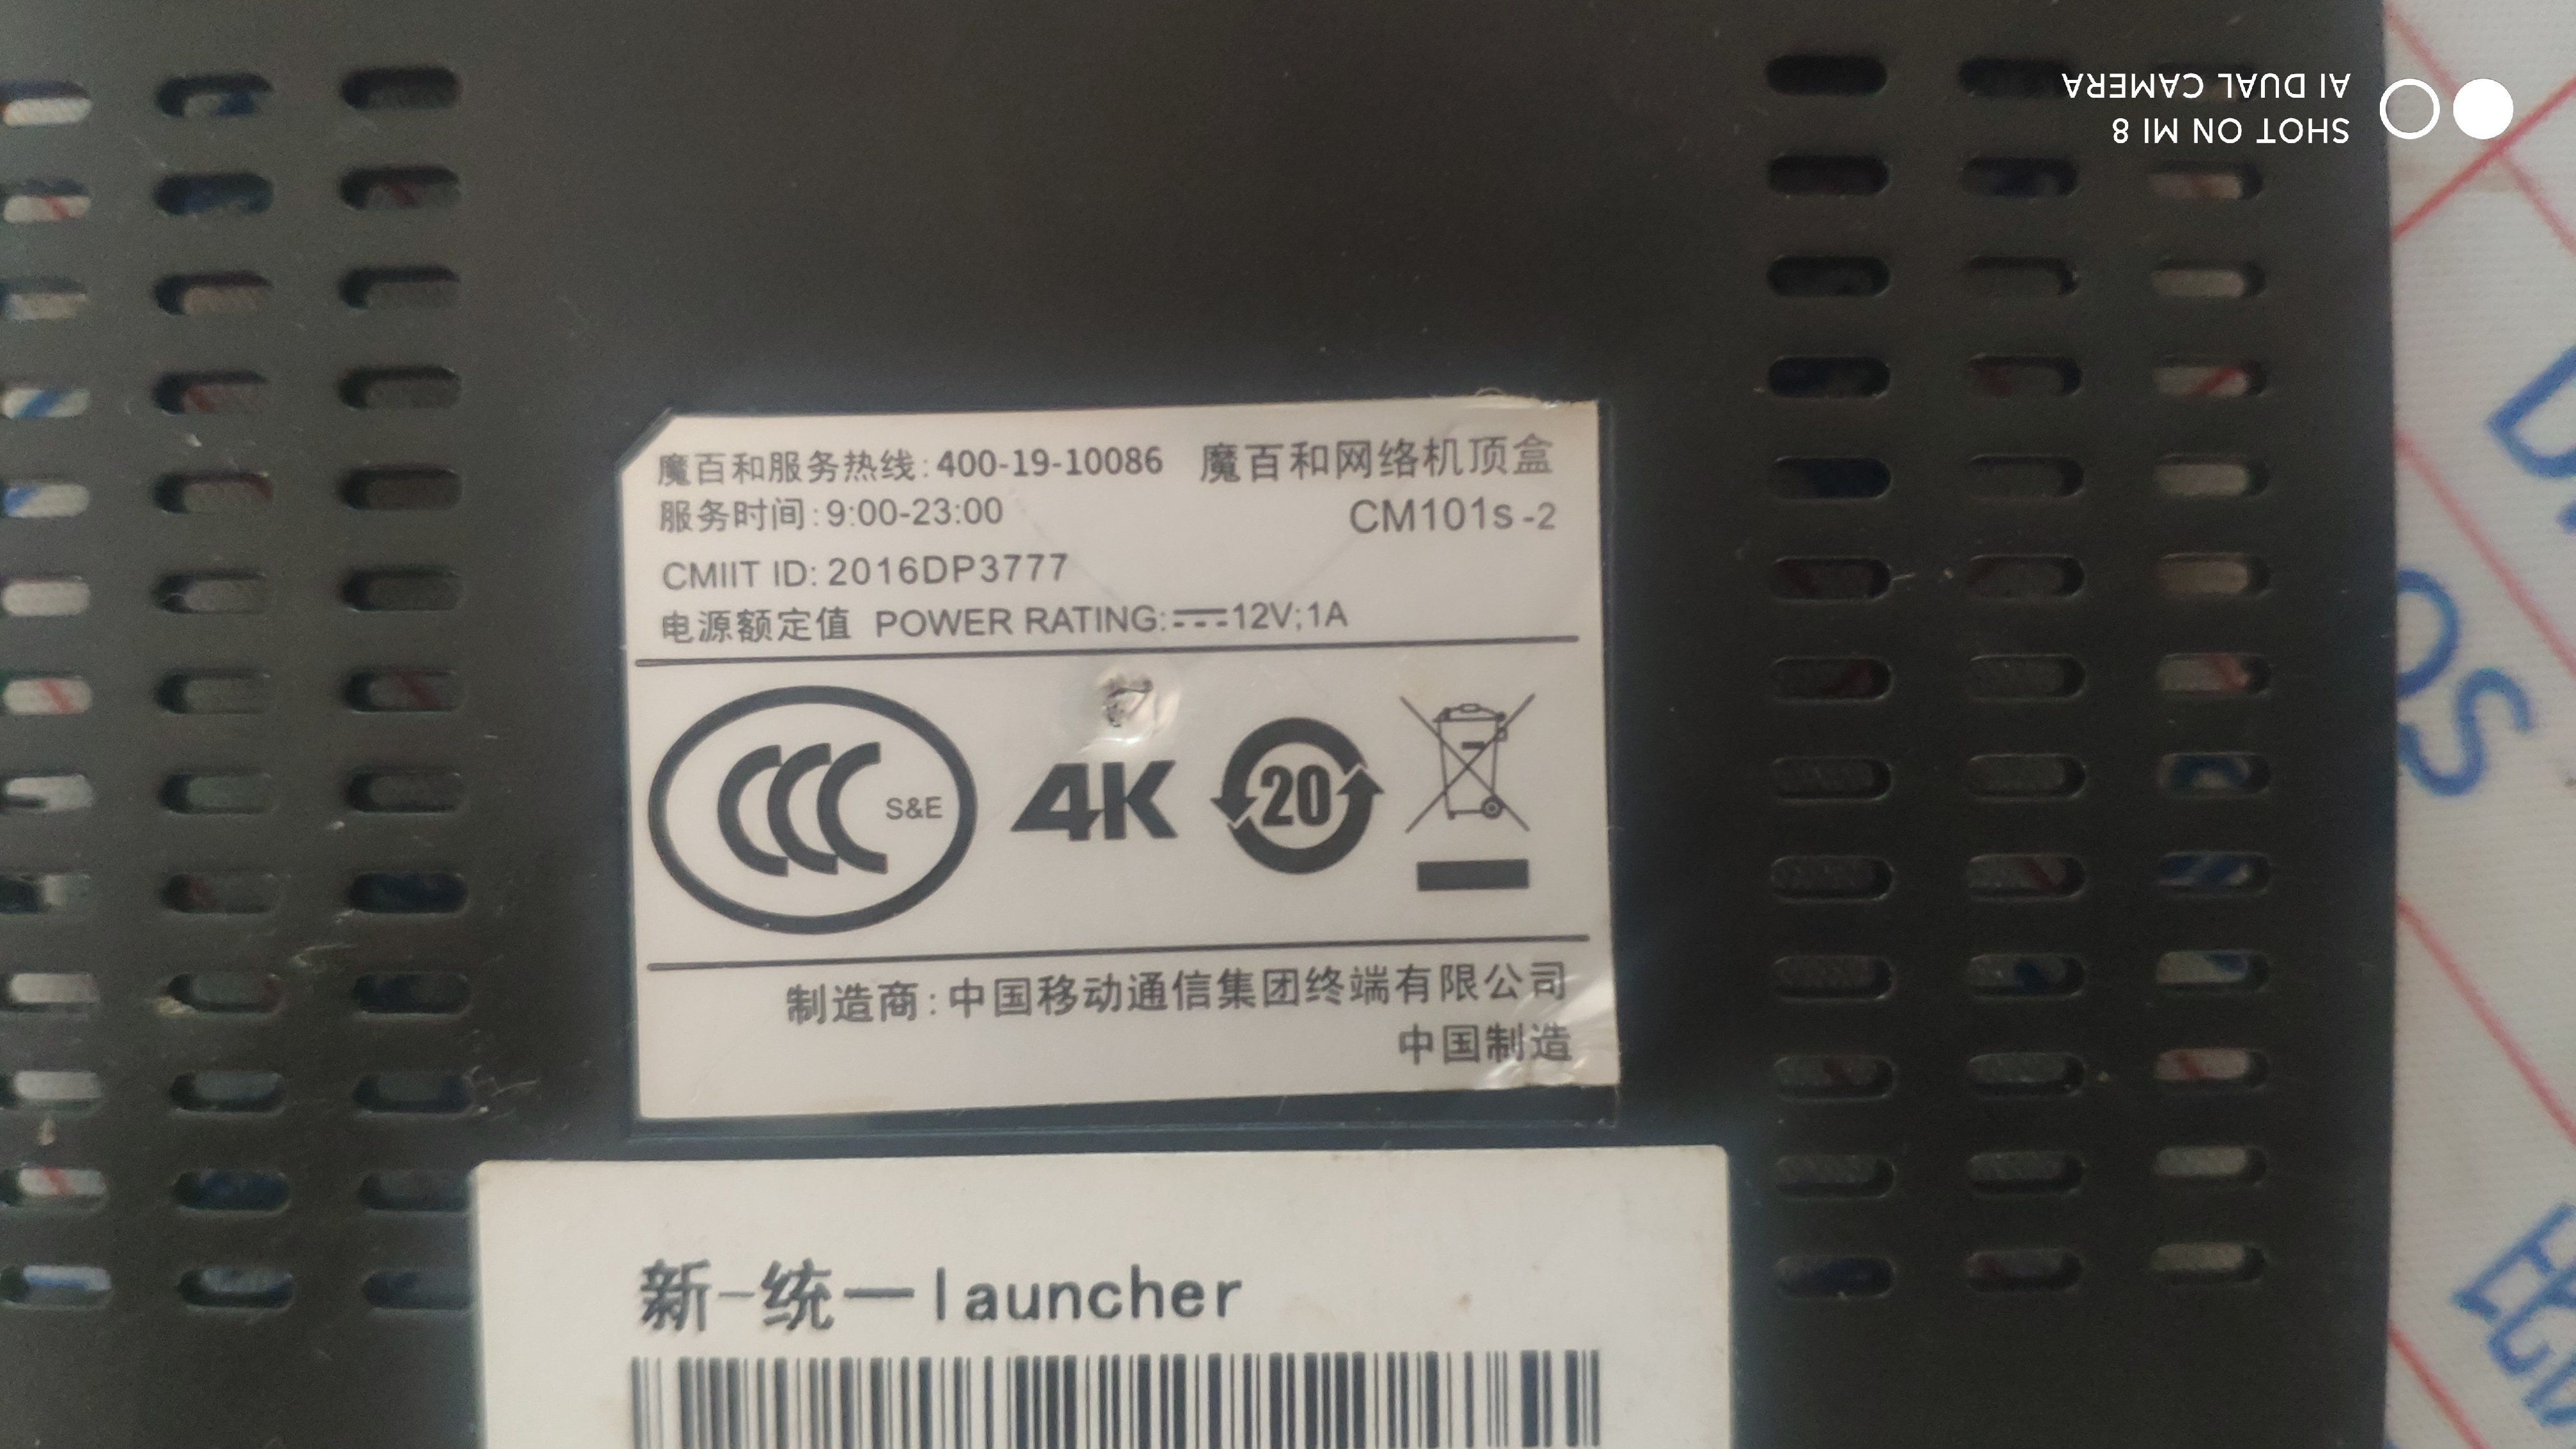 魔百和服务热线:400-19-10086 魔百和网络机顶盒
服务时间:9:00-23:00 CM101s-2
CMIIT ID: 2016DP3777
电源额定值 POWER RATING:⎓12V;1A
CCC S&E 4K 20
制造商:中国移动通信集团终端有限公司
中国制造
新-统一launcher
SHOT ON MI 8
AI DUAL CAMERA